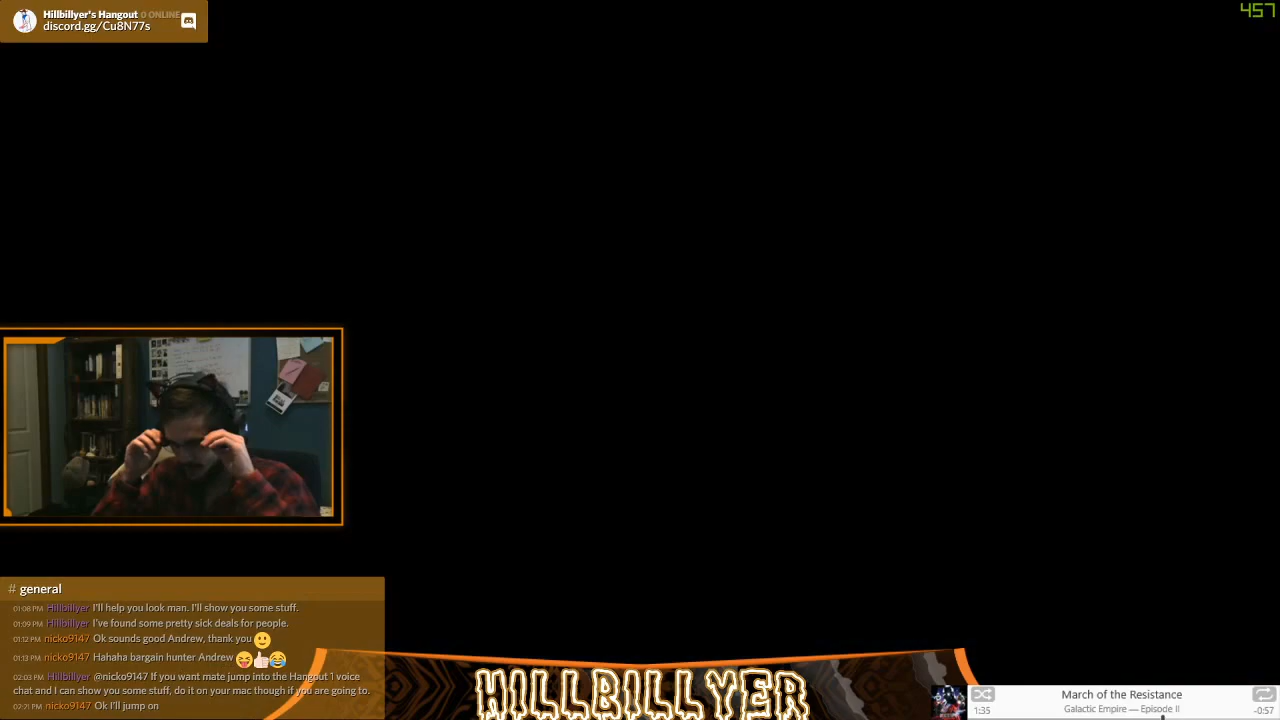 Hillbillyer's Hangout 0 ONLINE
discord.gg/Cu8N77s
457
# general
01:08 PM Hillbillyer I'll help you look man. I'll show you some stuff.
01:09 PM Hillbillyer I've found some pretty sick deals for people.
01:12 PM nicko9147 Ok sounds good Andrew, thank you 🙂
01:13 PM nicko9147 Hahaha bargain hunter Andrew 😝👍🏻😂
02:03 PM Hillbillyer @nicko9147 If you want mate jump into the Hangout 1 voice
chat and I can show you some stuff, do it on your mac though if you are going to.
02:21 PM nicko9147 Ok I'll jump on
HILLBILLYER
March of the Resistance
1:35 Galactic Empire — Episode II -0:57